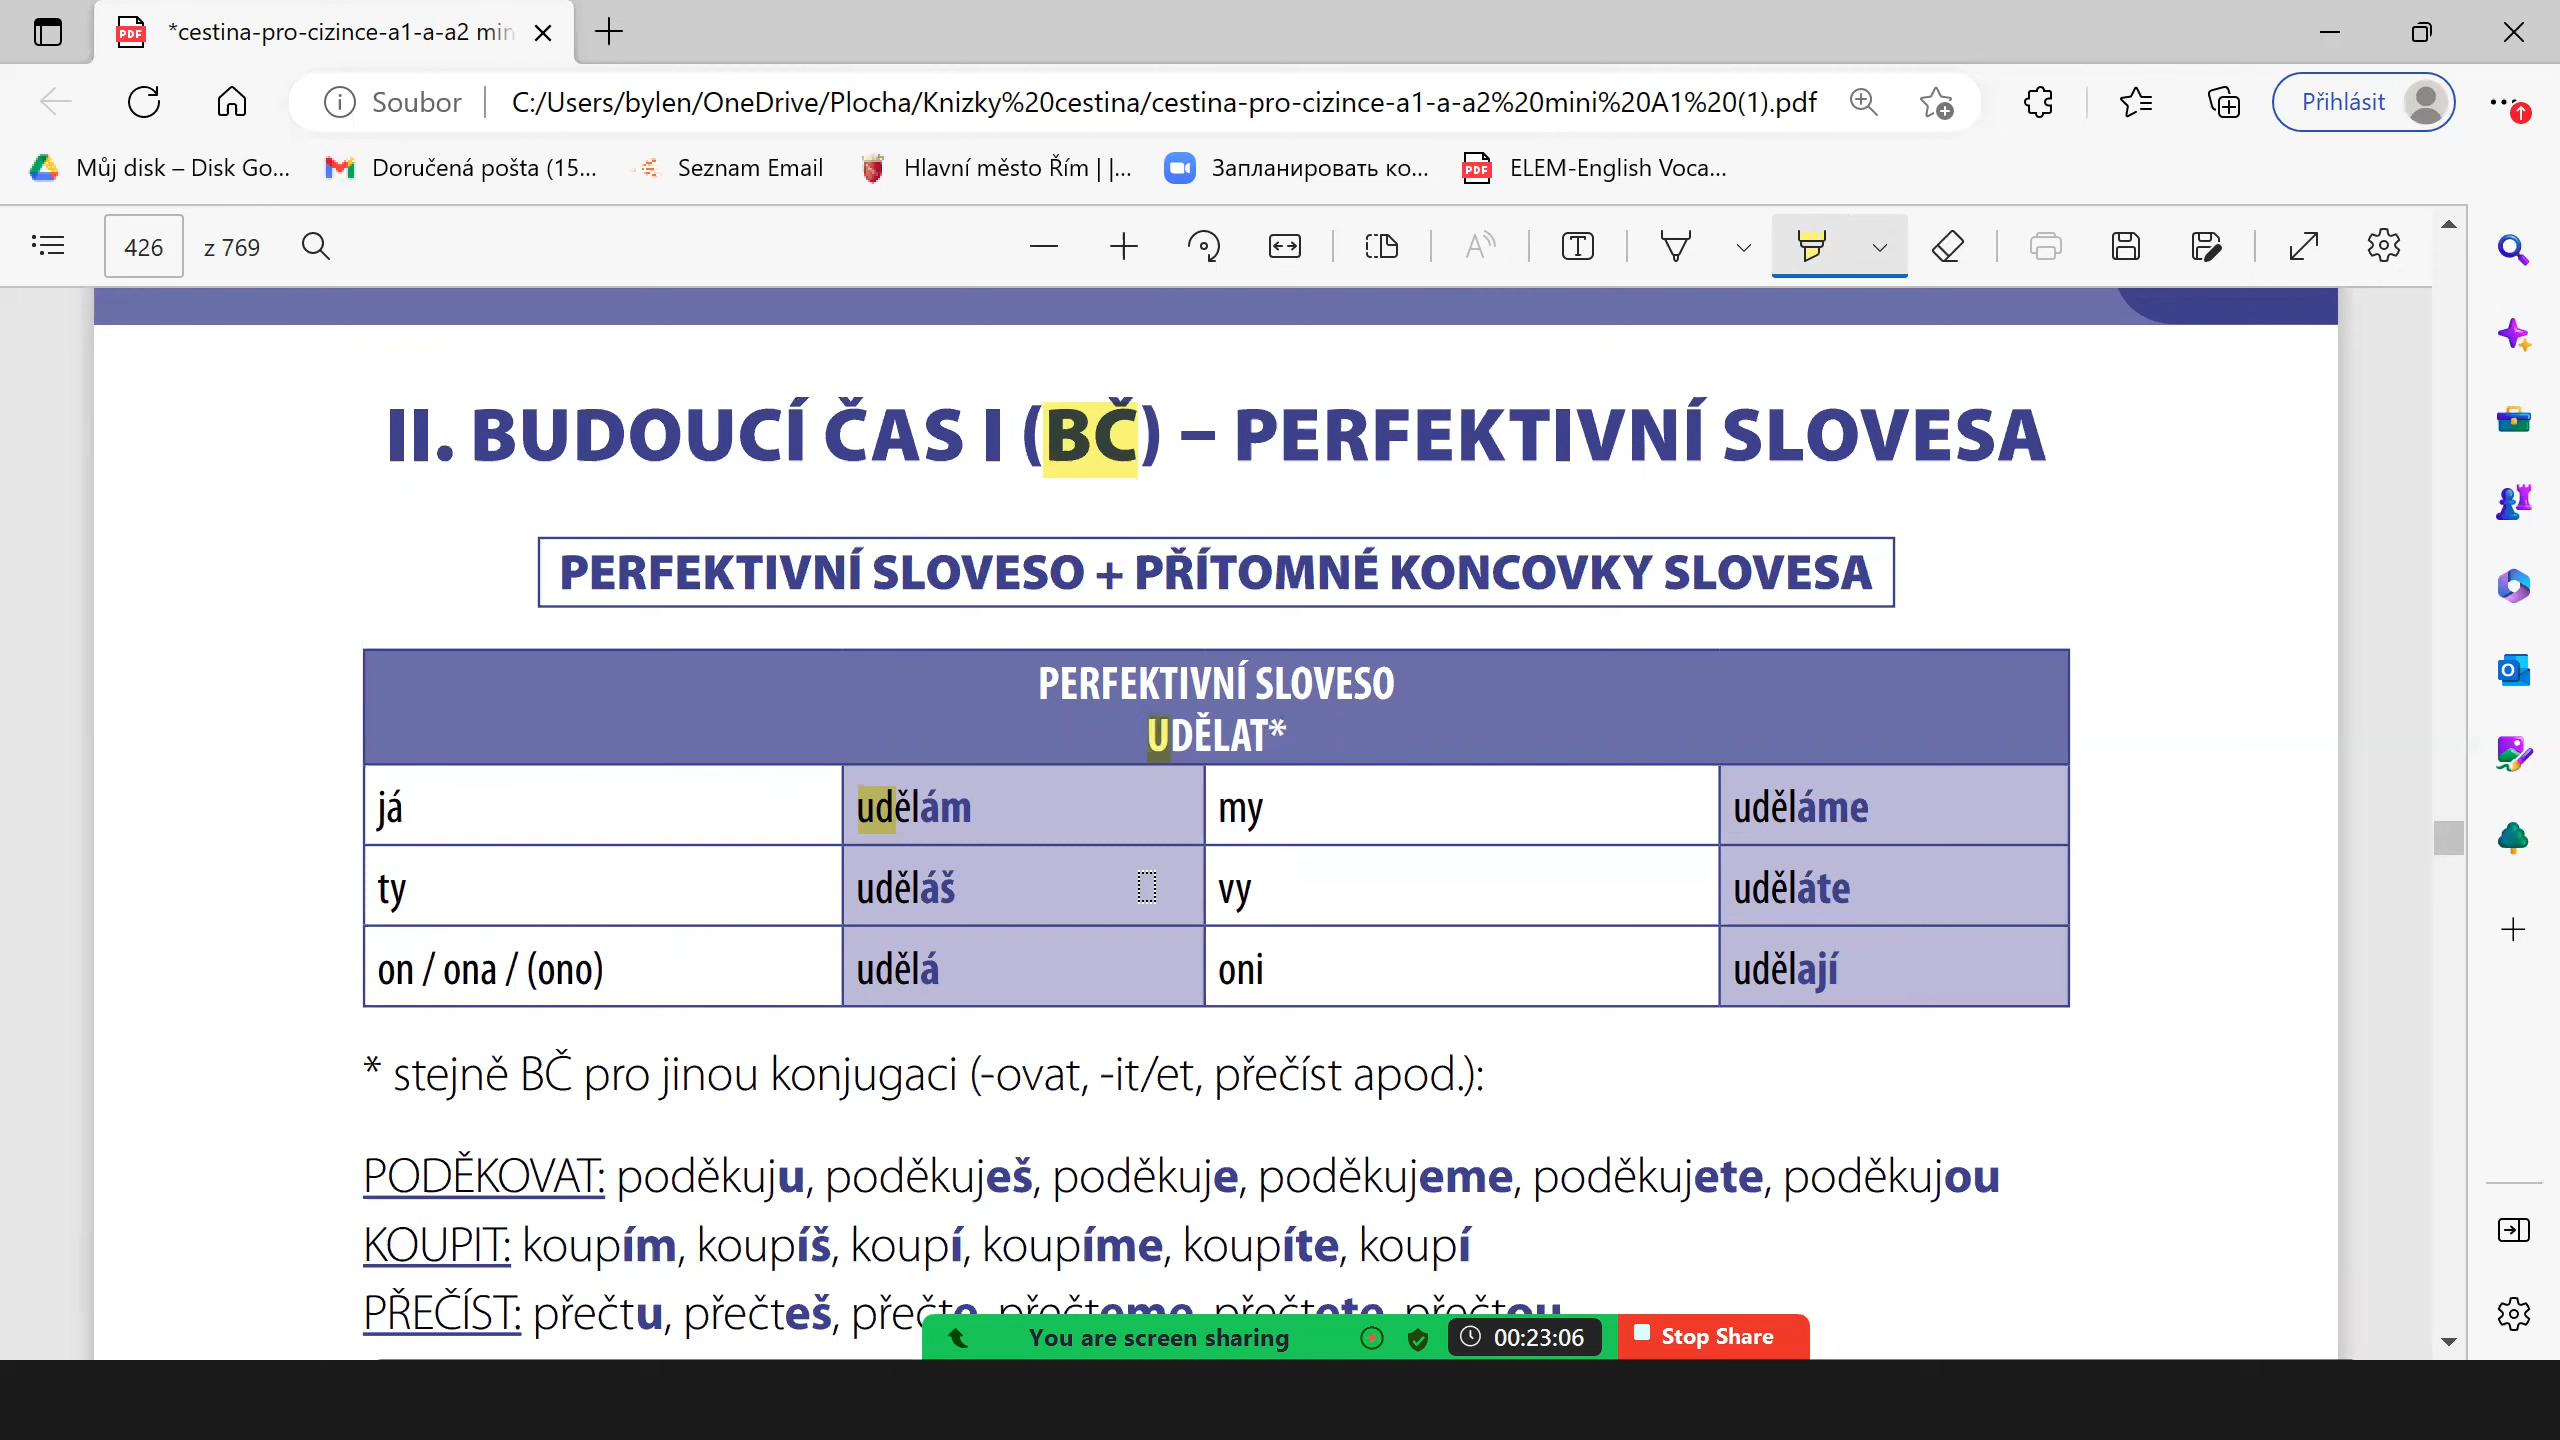 *cestina-pro-cizince-a1-a-a2 min
Soubor
C:/Users/bylen/OneDrive/Plocha/Knizky%20cestina/cestina-pro-cizince-a1-a-a2%20mini%20A1%20(1).pdf
Přihlásit
Můj disk – Disk Go...
Doručená pošta (15...
Seznam Email
Hlavní město Řím | |...
Запланировать ко...
ELEM-English Voca...
426 z 769
II. BUDOUCÍ ČAS I (BČ) – PERFEKTIVNÍ SLOVESA
PERFEKTIVNÍ SLOVESO + PŘÍTOMNÉ KONCOVKY SLOVESA
PERFEKTIVNÍ SLOVESO
UDĚLAT*
já udělám my uděláme
ty uděláš vy uděláte
on / ona / (ono) udělá oni udělají
* stejně BČ pro jinou konjugaci (-ovat, -it/et, přečíst apod.):
PODĚKOVAT: poděkuju, poděkuješ, poděkuje, poděkujeme, poděkujete, poděkujou
KOUPIT: koupím, koupíš, koupí, koupíme, koupíte, koupí
PŘEČÍST: přečtu, přečteš, přečte, přečteme, přečtete, přečtou
You are screen sharing
00:23:06
Stop Share